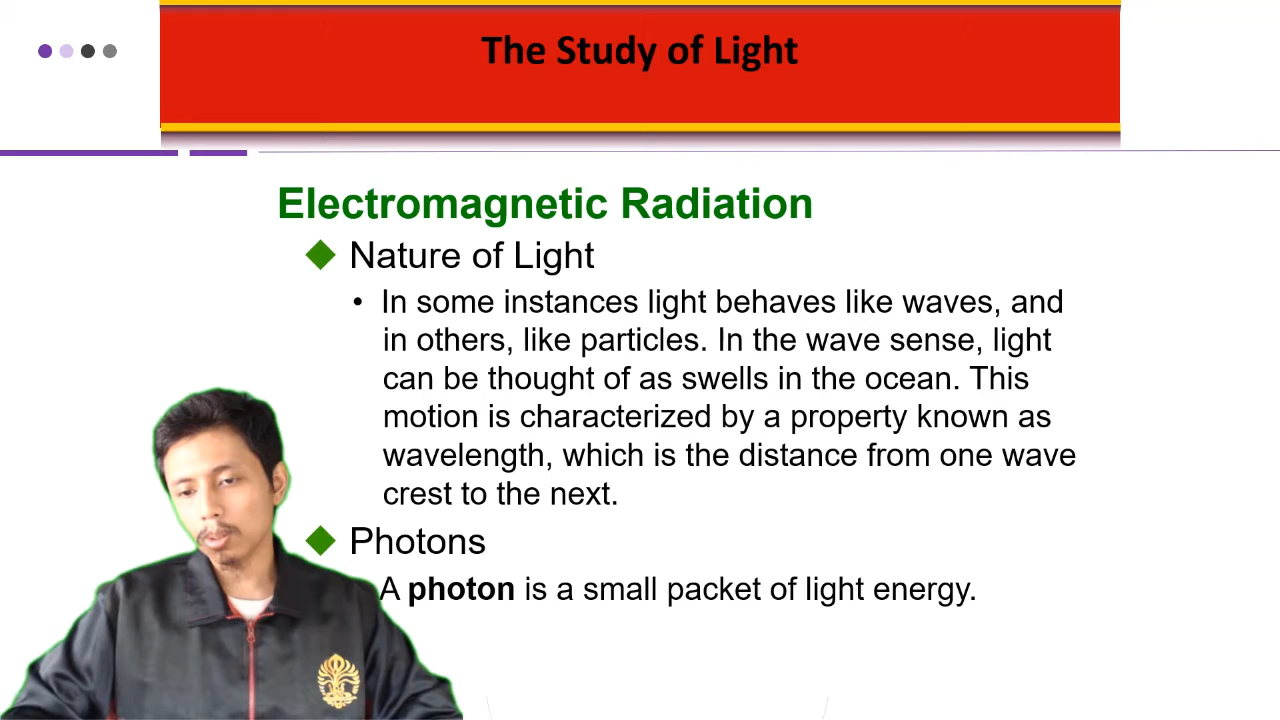 The Study of Light
Electromagnetic Radiation
Nature of Light
• In some instances light behaves like waves, and
in others, like particles. In the wave sense, light
can be thought of as swells in the ocean. This
motion is characterized by a property known as
wavelength, which is the distance from one wave
crest to the next.
Photons
A photon is a small packet of light energy.